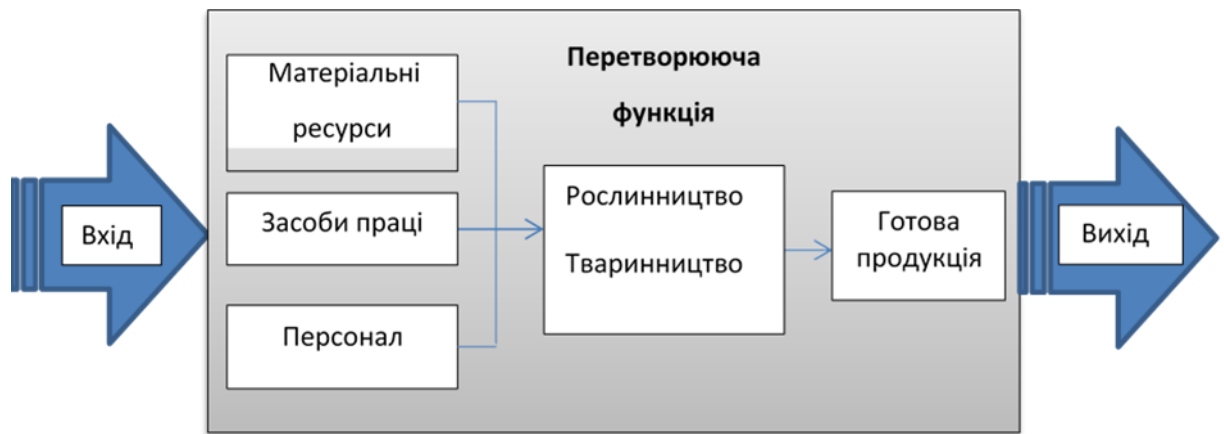 Вхід
Матеріальні
ресурси
Засоби праці
Персонал
Перетворююча
функція
Рослинництво
Тваринництво
Готова
продукція
Вихід